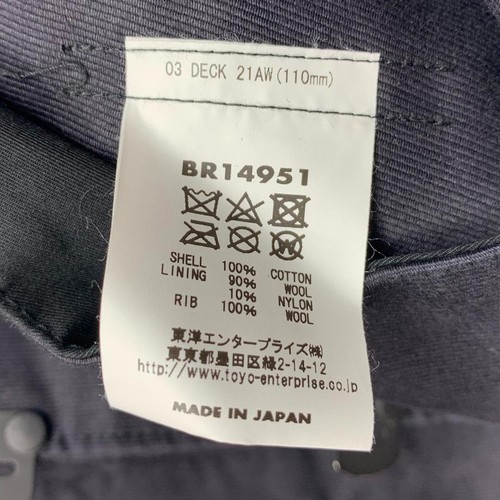 03 DECK 21AW(110mm)
BR14951
SHELL 100% COTTON
LINING 90% WOOL
10% NYLON
RIB 100% WOOL
東洋エンタープライズ㈱
東東都墨田区緑2-14-12
http://www.toyo-enterprise.co.jp
MADE IN JAPAN